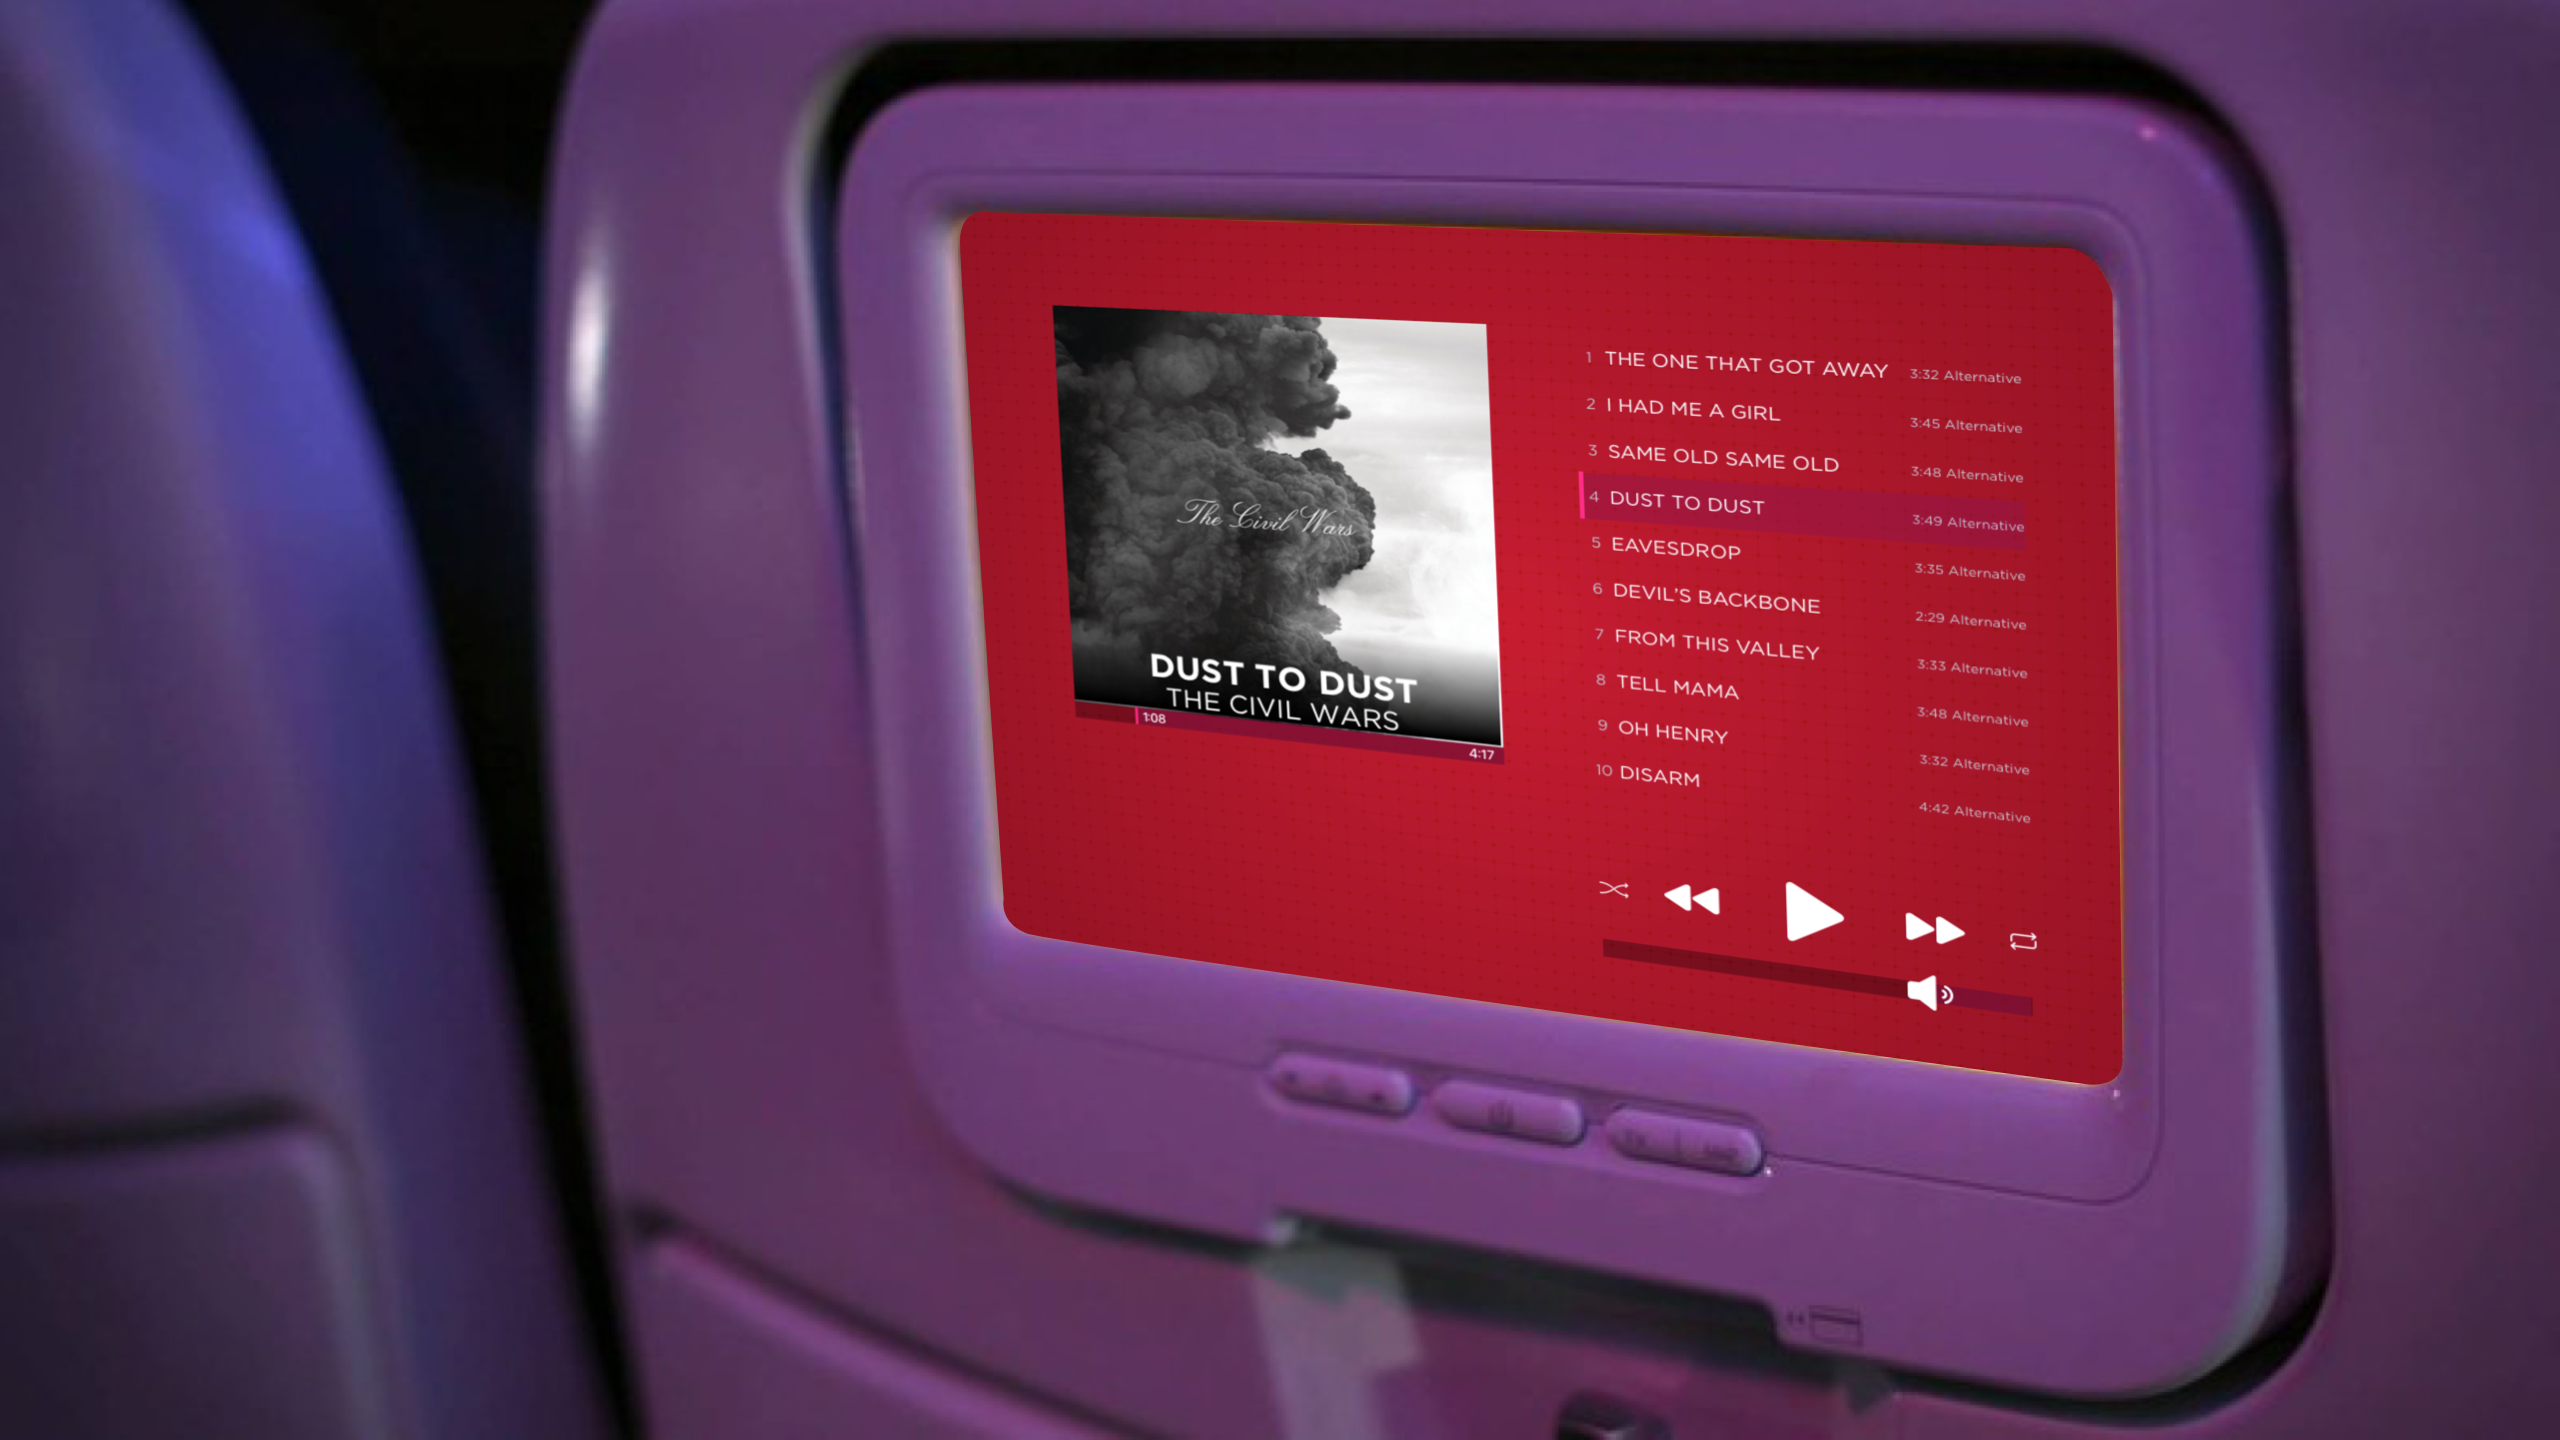 The Civil Wars
DUST TO DUST
THE CIVIL WARS
1:08
4:17
1 THE ONE THAT GOT AWAY 3:32 Alternative
2 I HAD ME A GIRL 3:45 Alternative
3 SAME OLD SAME OLD 3:48 Alternative
4 DUST TO DUST 3:49 Alternative
5 EAVESDROP 3:35 Alternative
6 DEVIL'S BACKBONE 2:29 Alternative
7 FROM THIS VALLEY 3:33 Alternative
8 TELL MAMA 3:48 Alternative
9 OH HENRY 3:32 Alternative
10 DISARM 4:42 Alternative